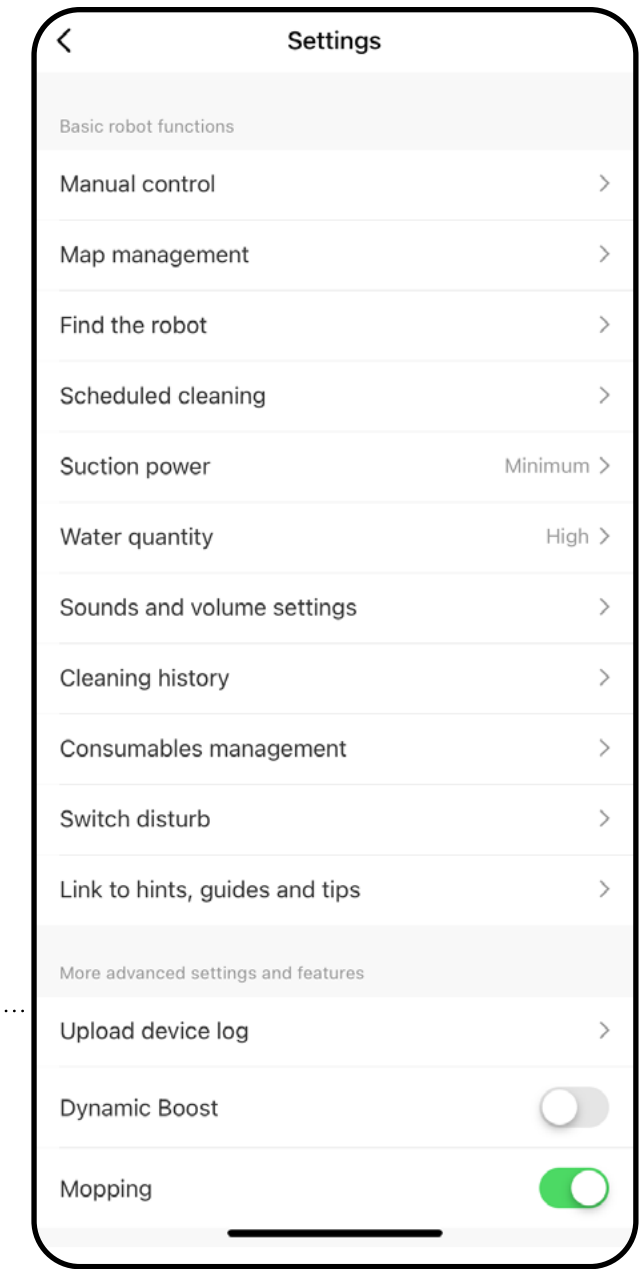 Settings
Basic robot functions
Manual control
Map management
Find the robot
Scheduled cleaning
Suction power Minimum
Water quantity High
Sounds and volume settings
Cleaning history
Consumables management
Switch disturb
Link to hints, guides and tips
More advanced settings and features
...
Upload device log
Dynamic Boost
Mopping